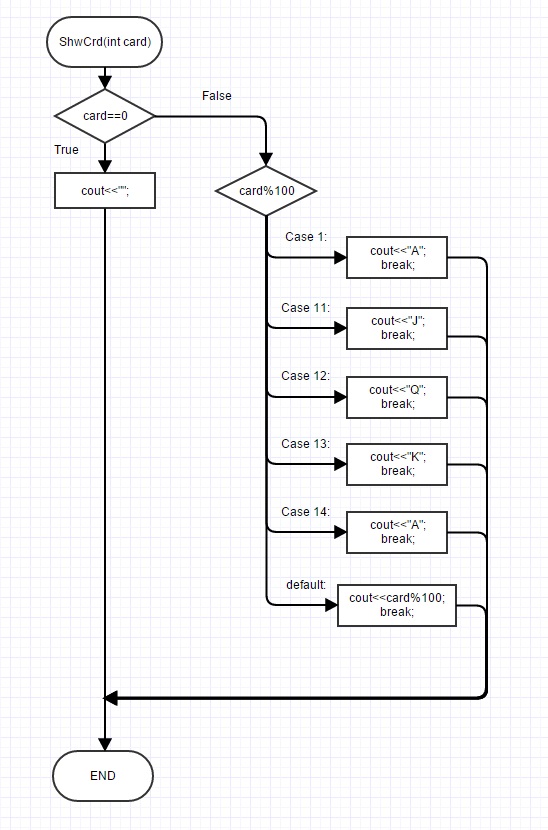 ShwCrd(int card)
False
card==0
True
cout<<"";
card%100
Case 1:
cout<<"A";
break;
Case 11:
cout<<"J";
break;
Case 12:
cout<<"Q";
break;
Case 13:
cout<<"K";
break;
Case 14:
cout<<"A";
break;
default:
cout<<card%100;
break;
END